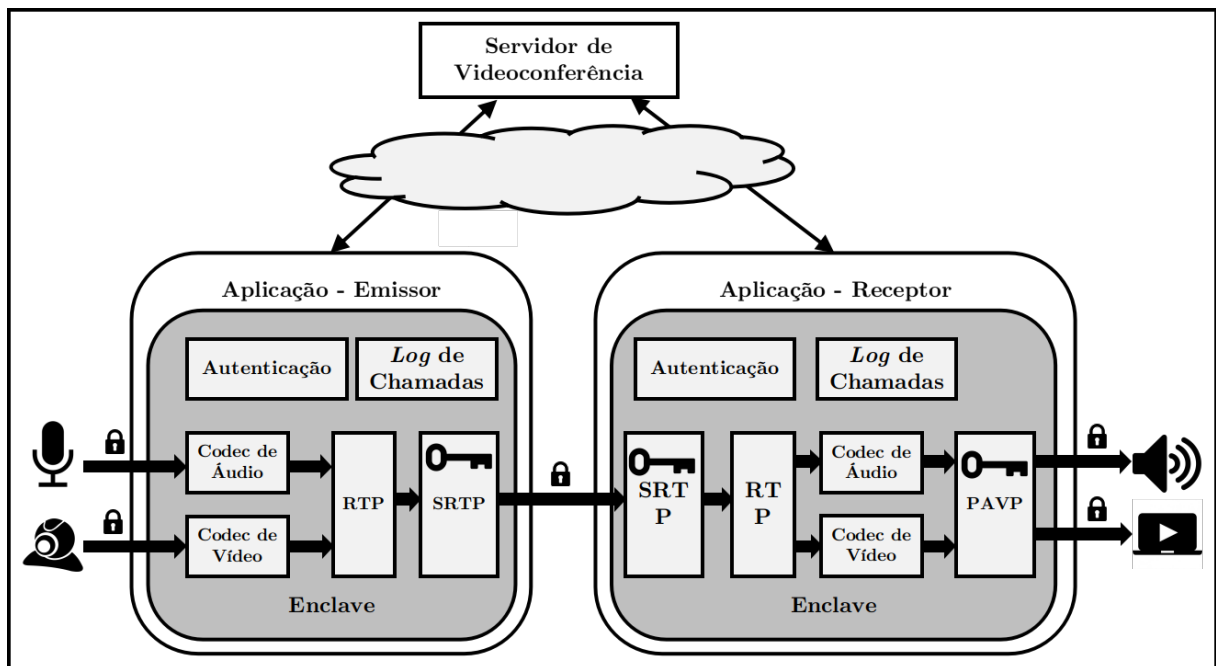 Servidor de
Videoconferência
Aplicação - Emissor
Autenticação
Log de
Chamadas
Codec de
Áudio
Codec de
Vídeo
RTP
SRTP
Enclave
Aplicação - Receptor
Autenticação
Log de
Chamadas
SRT
P
RT
P
Codec de
Áudio
Codec de
Vídeo
PAVP
Enclave